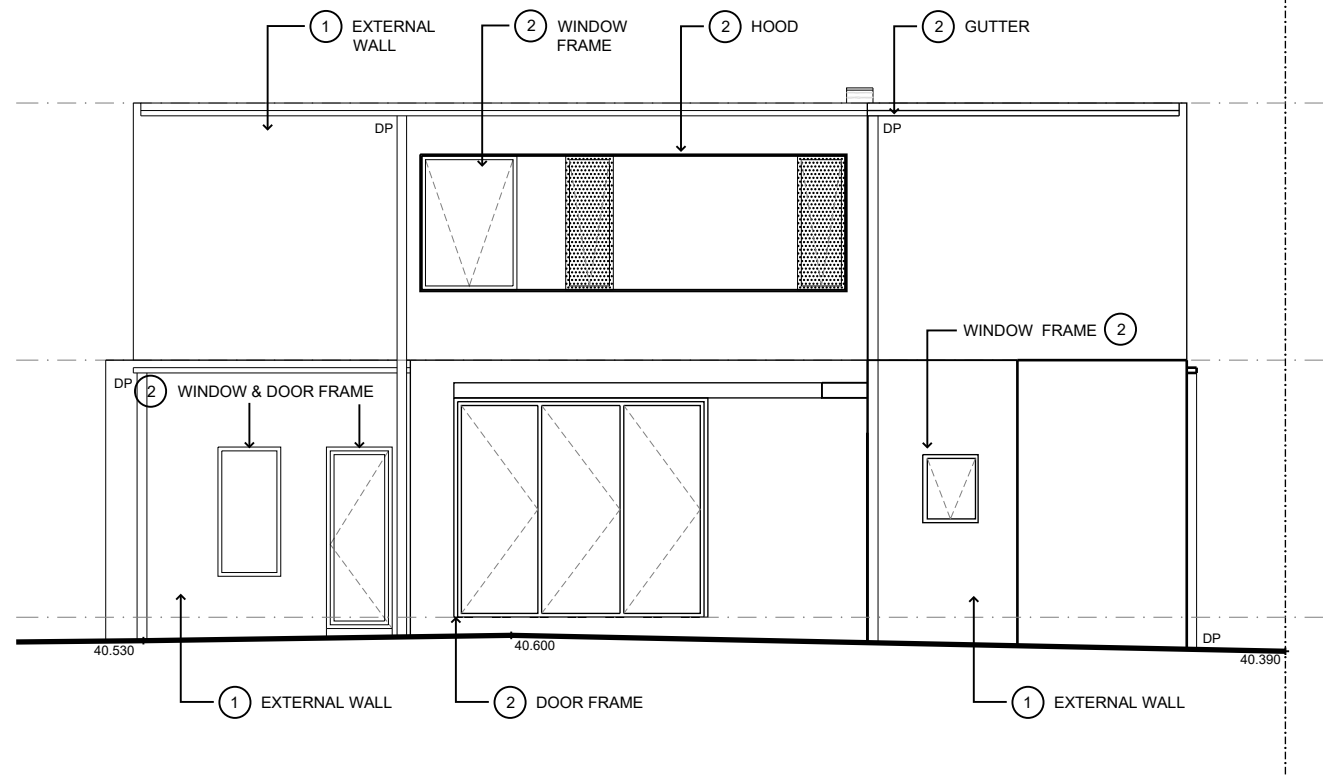 1 EXTERNAL
WALL
2 WINDOW
FRAME
2 HOOD
2 GUTTER
DP
DP
WINDOW FRAME 2
DP
2 WINDOW & DOOR FRAME
40.530
40.600
DP
40.390
1 EXTERNAL WALL
2 DOOR FRAME
1 EXTERNAL WALL